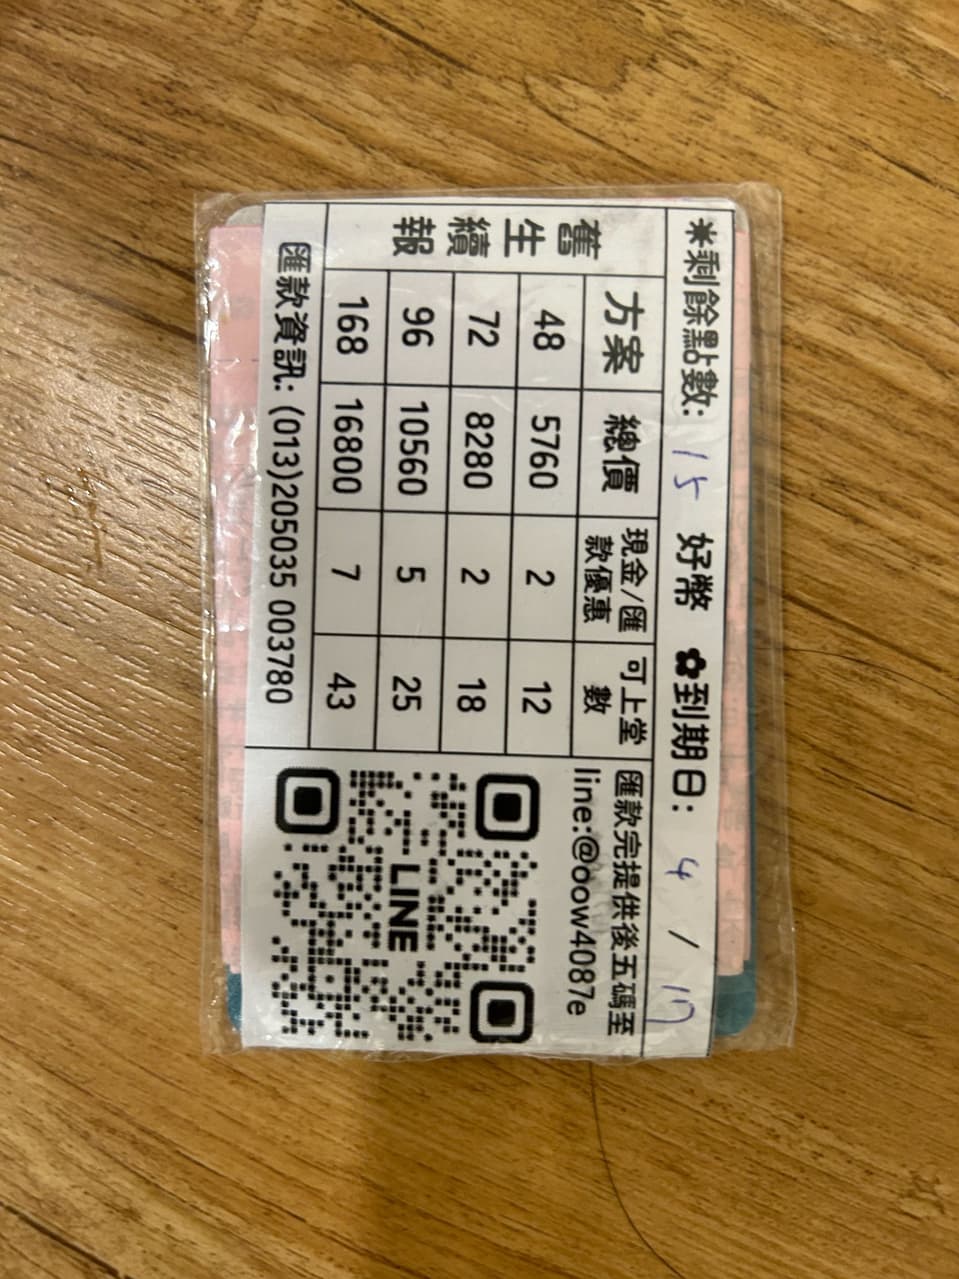 *剩餘點數: 15 好幣 ✿到期日: 4 / 17
舊生續報
方案 總價 現金/匯款優惠 可上堂數
48 5760 2 12
72 8280 2 18
96 10560 5 25
168 16800 7 43
匯款完提供後五碼至
line:@oow4087e
LINE
匯款資訊: (013)205035 003780